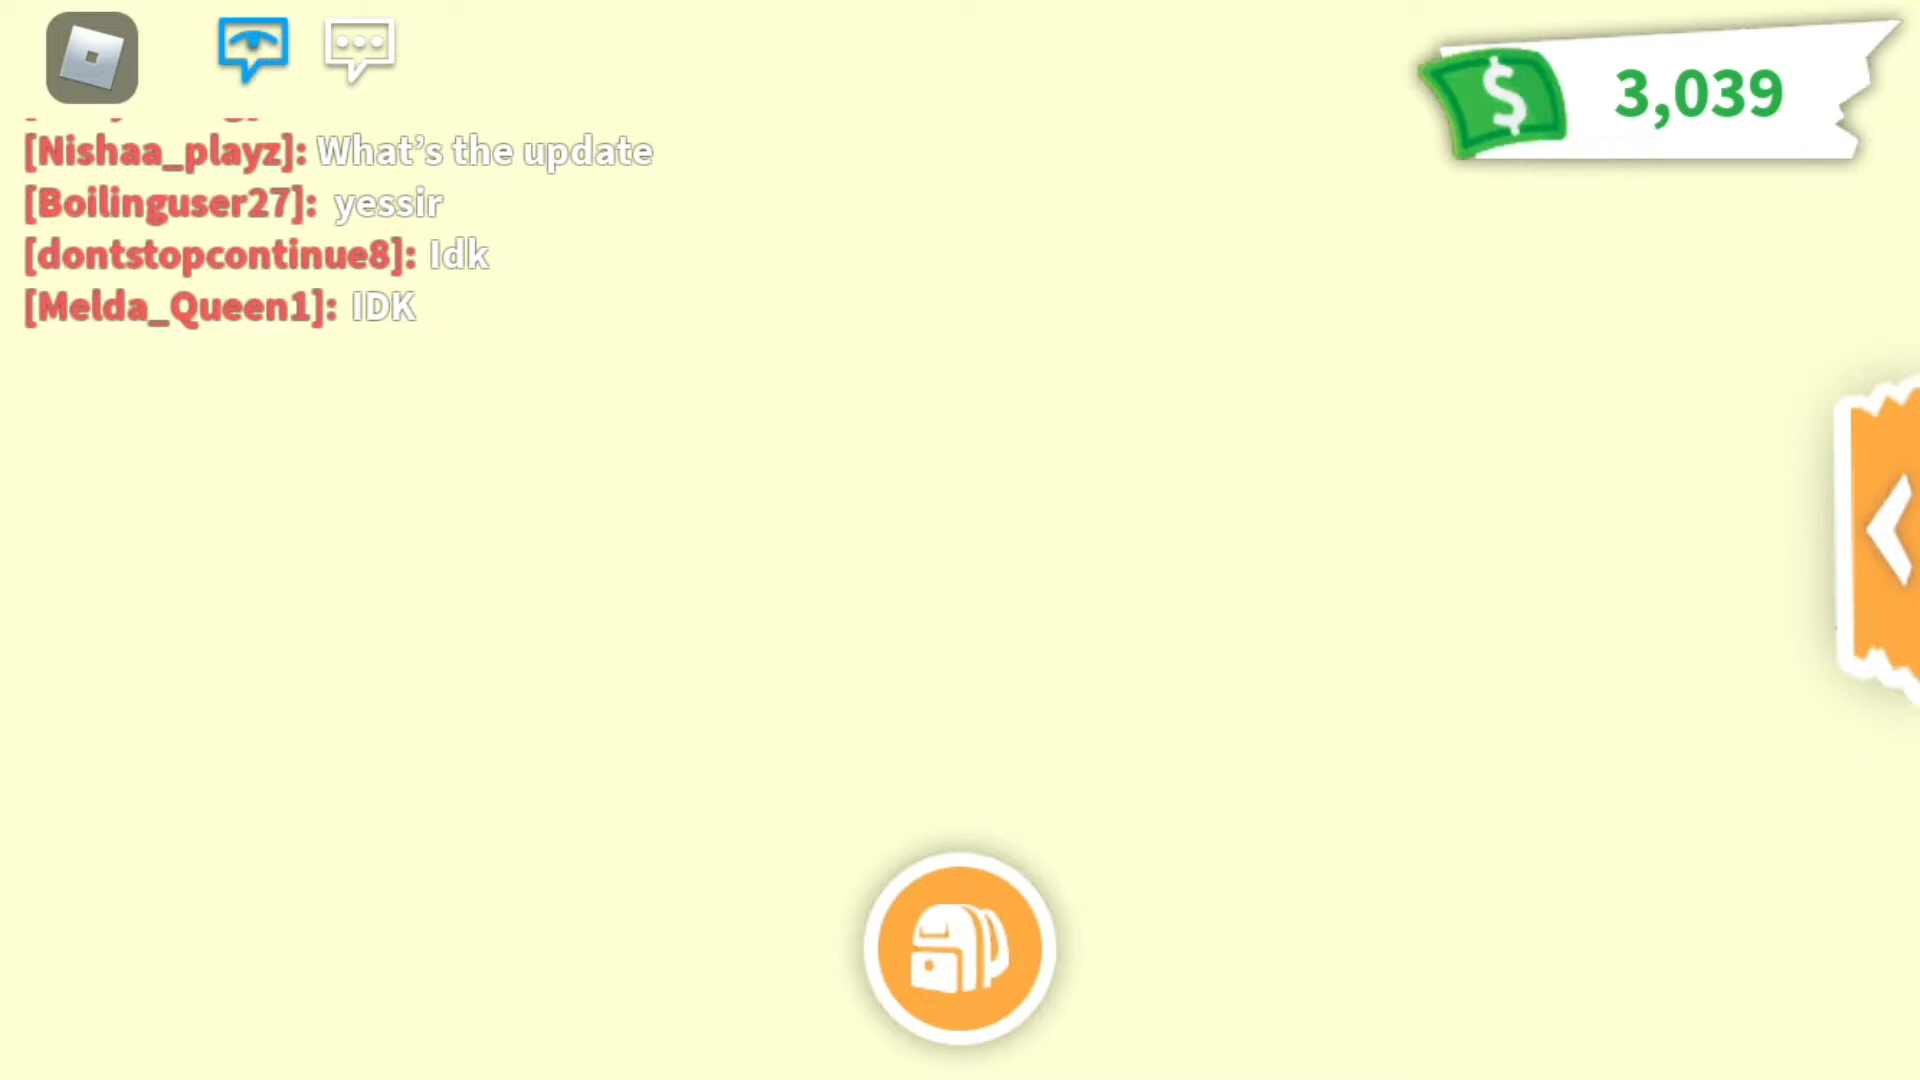 3,039
[Nishaa_playz]: What's the update
[Boilinguser27]: yessir
[dontstopcontinue8]: Idk
[Melda_Queen1]: IDK